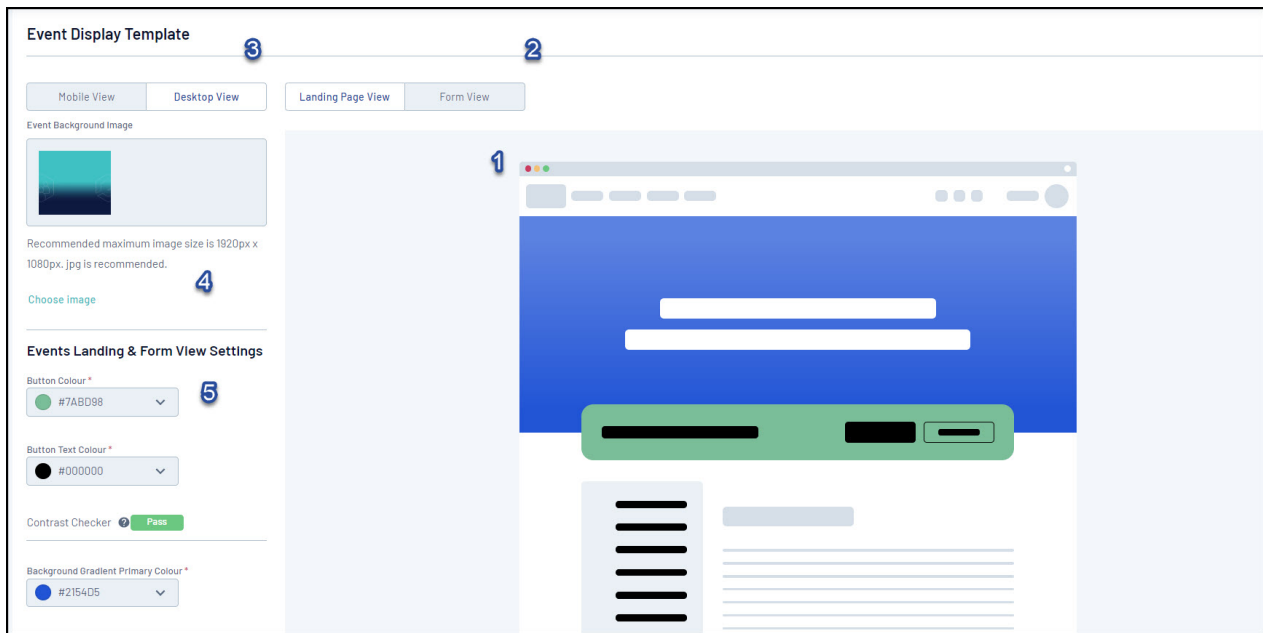 Event Display Template
3
2
Mobile View
Desktop View
Landing Page View
Form View
Event Background Image
1
Recommended maximum image size is 1920px x
1080px. jpg is recommended.
4
Choose image
Events Landing & Form View Settings
Button Colour *
5
#7ABD98
Button Text Colour *
#000000
Contrast Checker ? Pass
Background Gradient Primary Colour *
#2154D5